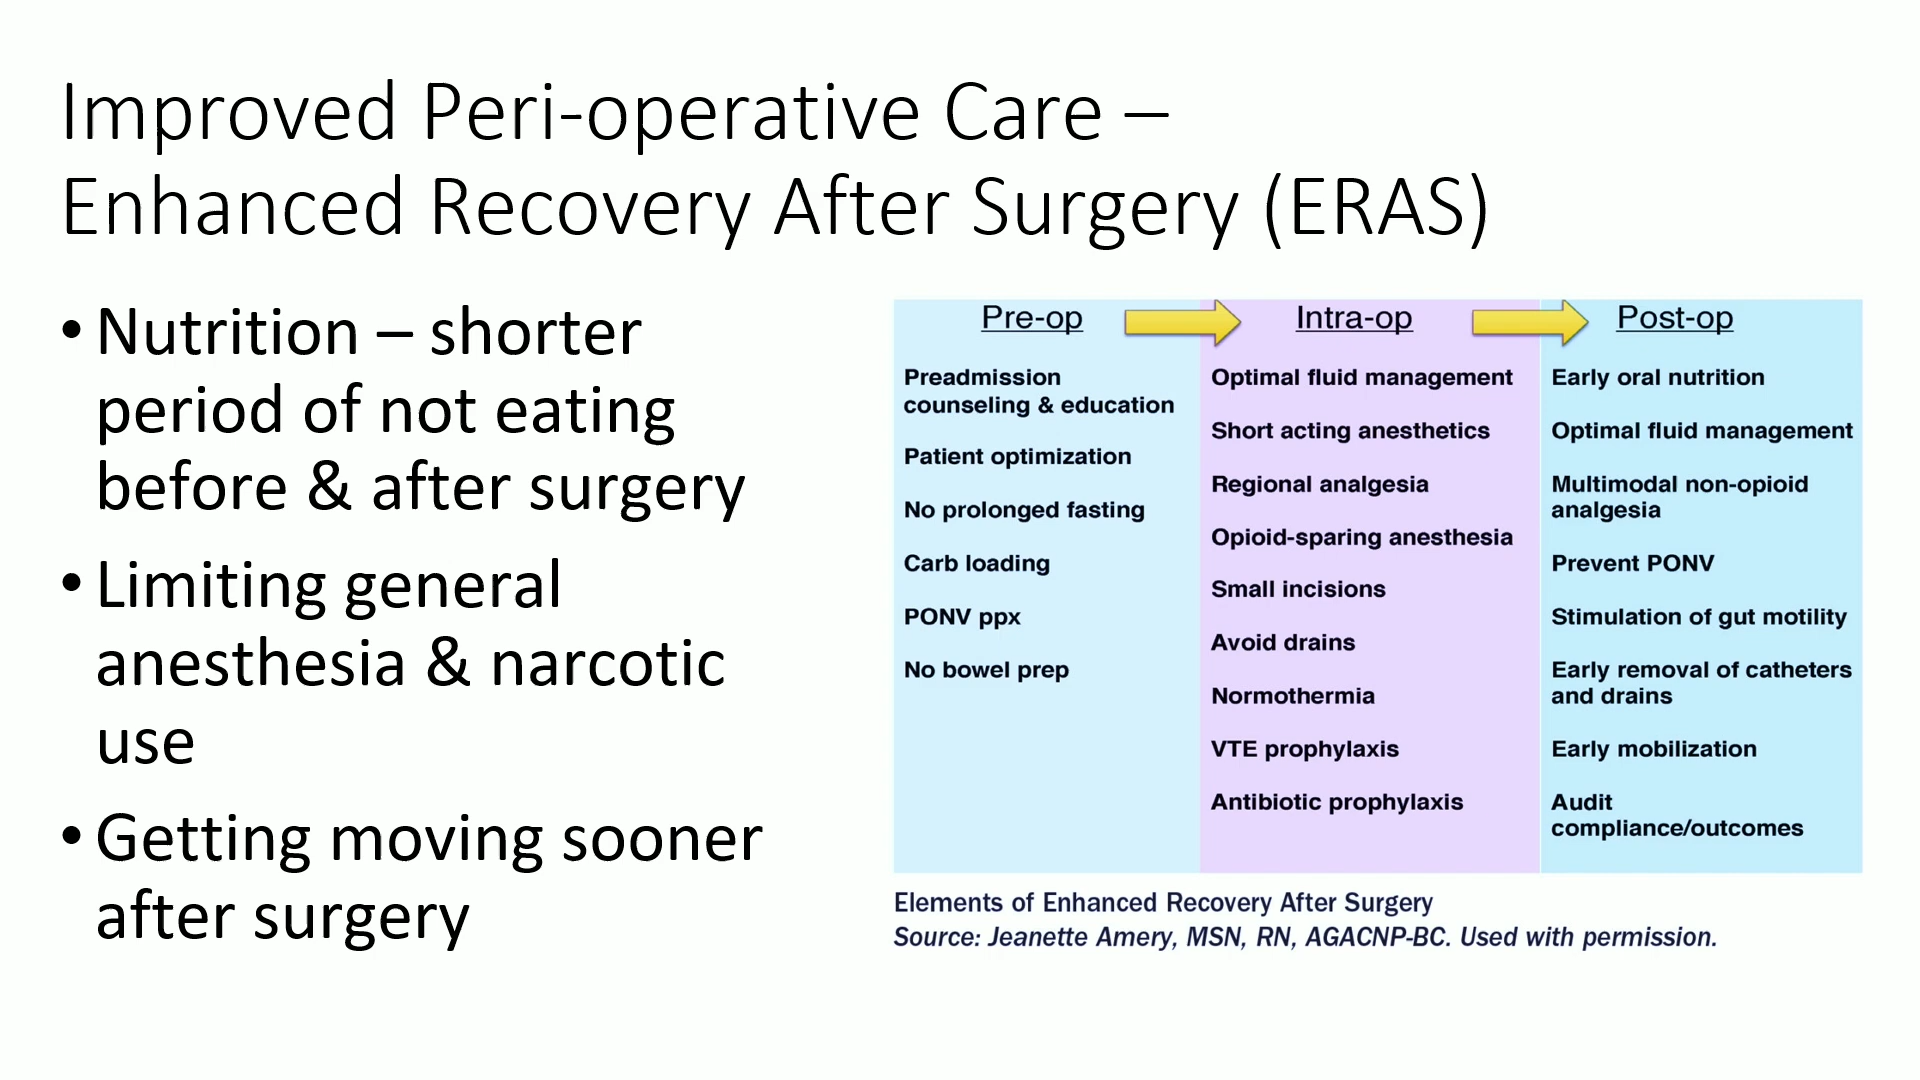 Improved Peri-operative Care –
Enhanced Recovery After Surgery (ERAS)
• Nutrition – shorter
period of not eating
before & after surgery
• Limiting general
anesthesia & narcotic
use
• Getting moving sooner
after surgery
Pre-op
Preadmission
counseling & education
Patient optimization
No prolonged fasting
Carb loading
PONV ppx
No bowel prep
Intra-op
Optimal fluid management
Short acting anesthetics
Regional analgesia
Opioid-sparing anesthesia
Small incisions
Avoid drains
Normothermia
VTE prophylaxis
Antibiotic prophylaxis
Post-op
Early oral nutrition
Optimal fluid management
Multimodal non-opioid
analgesia
Prevent PONV
Stimulation of gut motility
Early removal of catheters
and drains
Early mobilization
Audit
compliance/outcomes
Elements of Enhanced Recovery After Surgery
Source: Jeanette Amery, MSN, RN, AGACNP-BC. Used with permission.